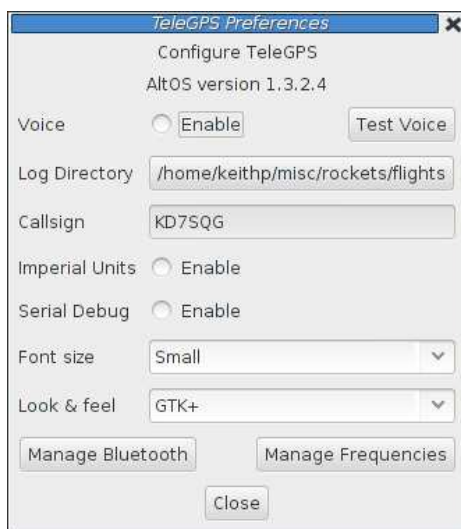 TeleGPS Preferences
Configure TeleGPS
AltOS version 1.3.2.4
Voice Enable Test Voice
Log Directory /home/keithp/misc/rockets/flights
Callsign KD7SQG
Imperial Units Enable
Serial Debug Enable
Font size Small
Look & feel GTK+
Manage Bluetooth Manage Frequencies
Close